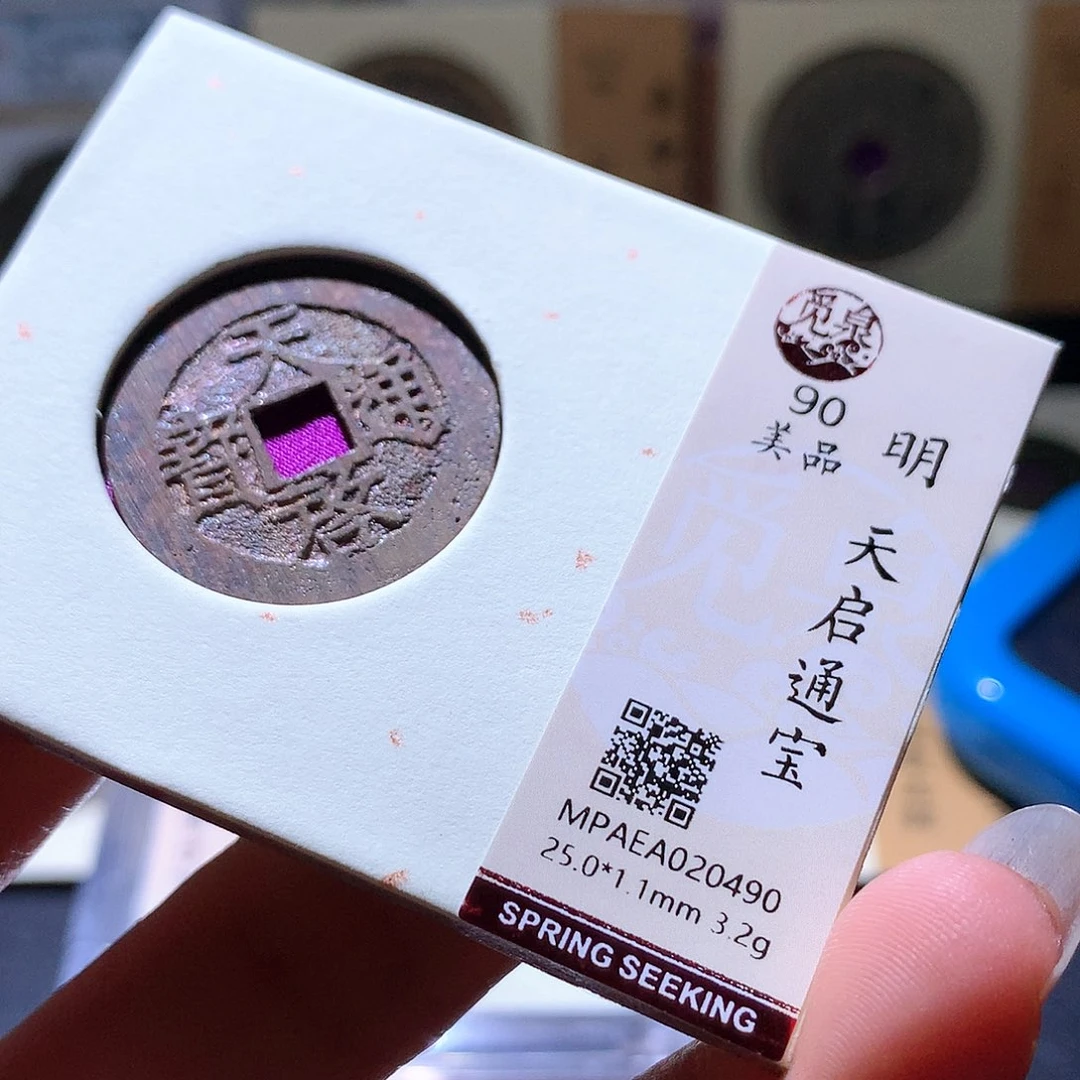 天啓通寶
觅泉
90
美品
明
天启通宝
MPAEA020490
25.0*1.1mm 3.2g
SPRING SEEKING